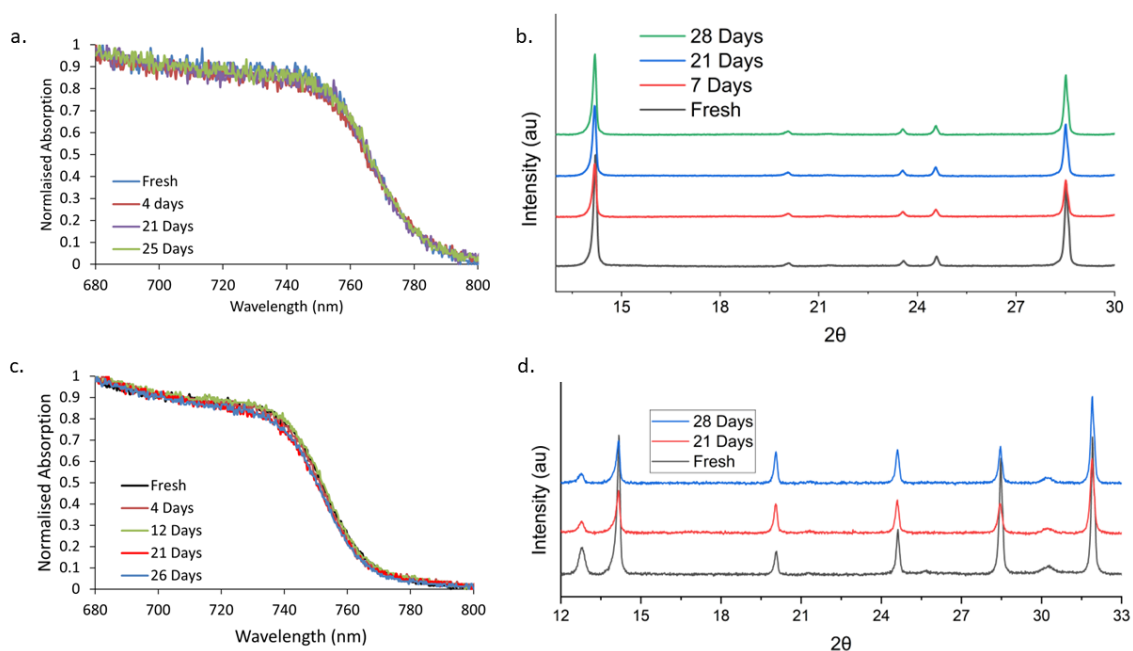 a.
1
0.9
0.8
0.7
0.6
0.5
0.4
0.3
0.2
0.1
0
Normlaised Absorption
Fresh
4 days
21 Days
25 Days
680 700 720 740 760 780 800
Wavelength (nm)
b.
28 Days
21 Days
7 Days
Fresh
Intensity (au)
15 18 21 24 27 30
2θ
c.
1
0.9
0.8
0.7
0.6
0.5
0.4
0.3
0.2
0.1
0
Normalised Absorption
Fresh
4 Days
12 Days
21 Days
26 Days
680 700 720 740 760 780 800
Wavelength (nm)
d.
28 Days
21 Days
Fresh
Intensity (au)
12 15 18 21 24 27 30 33
2θ